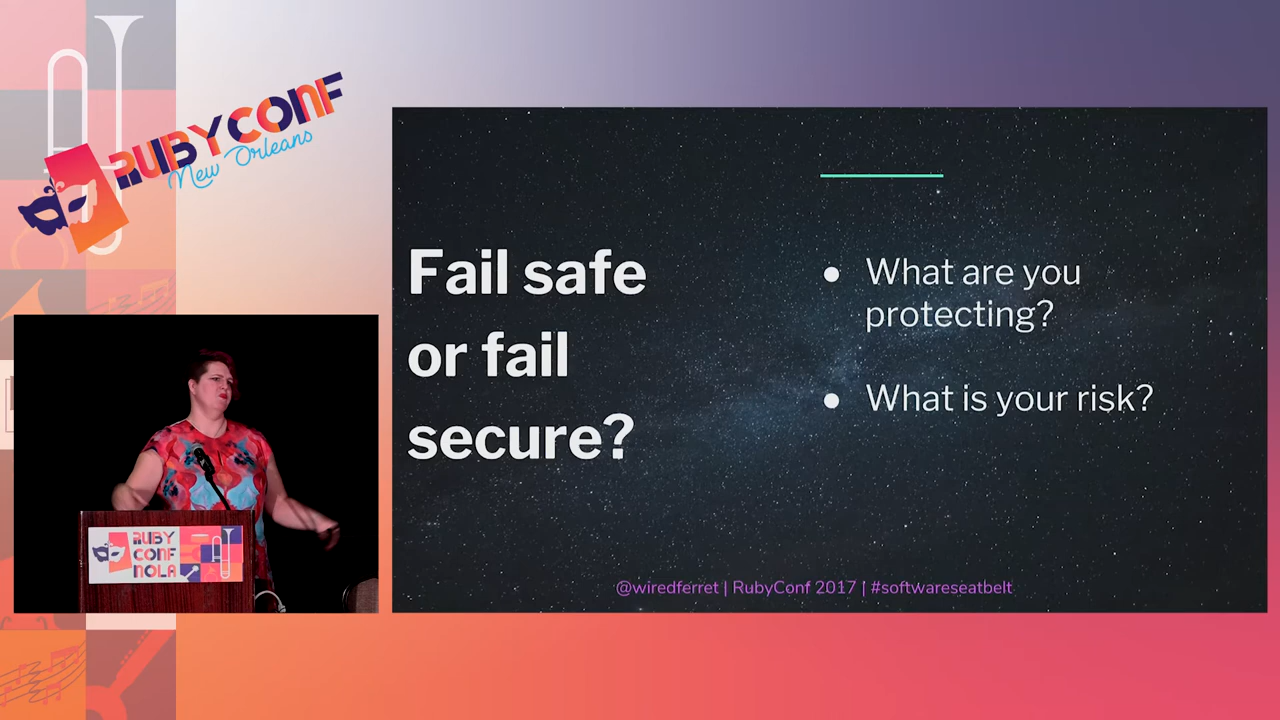 RUBYCONF
New Orleans
Fail safe
or fail
secure?
● What are you
protecting?
● What is your risk?
@wiredferret | RubyConf 2017 | #softwareseatbelt
RUBY
CONF
NOLA